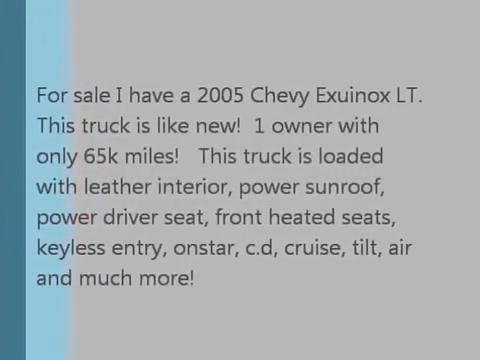 For sale I have a 2005 Chevy Exuinox LT.
This truck is like new!  1 owner with
only 65k miles!   This truck is loaded
with leather interior, power sunroof,
power driver seat, front heated seats,
keyless entry, onstar, c.d, cruise, tilt, air
and much more!